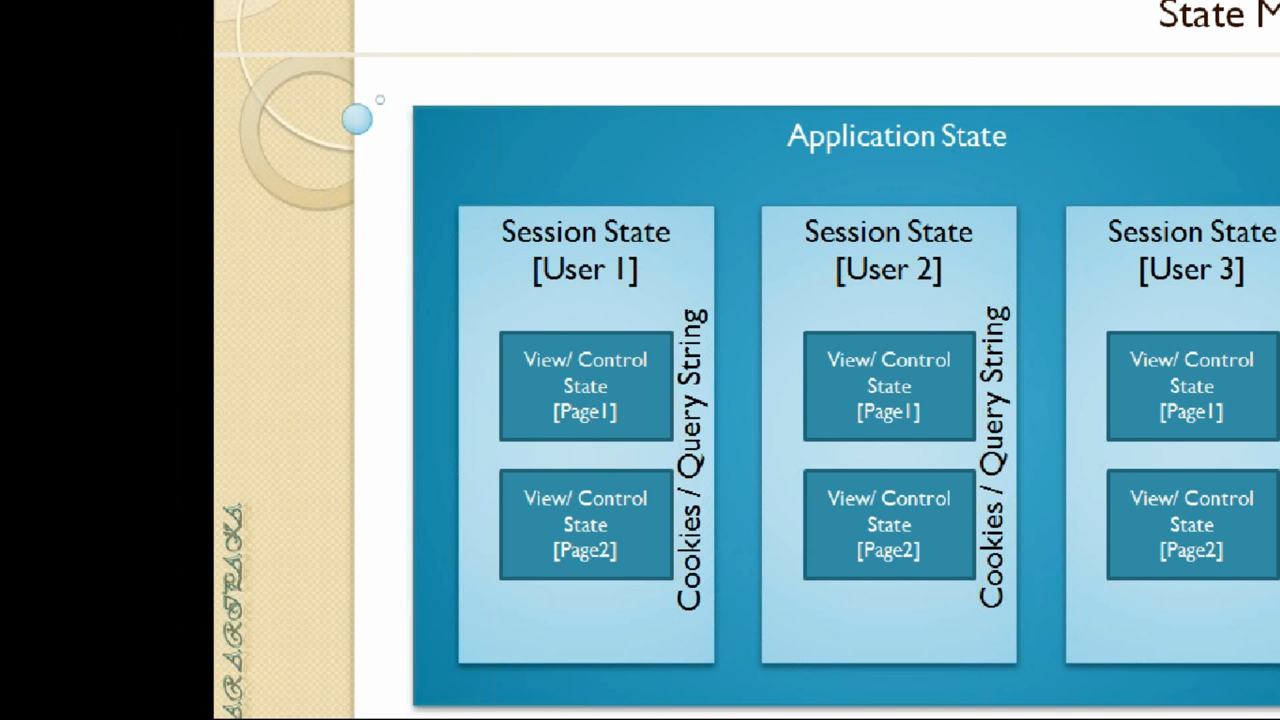 State M
Application State
Session State
[User 1]
View/ Control
State
[Page1]
View/ Control
State
[Page2]
Cookies / Query String
Session State
[User 2]
View/ Control
State
[Page1]
View/ Control
State
[Page2]
Cookies / Query String
Session State
[User 3]
View/ Control
State
[Page1]
View/ Control
State
[Page2]